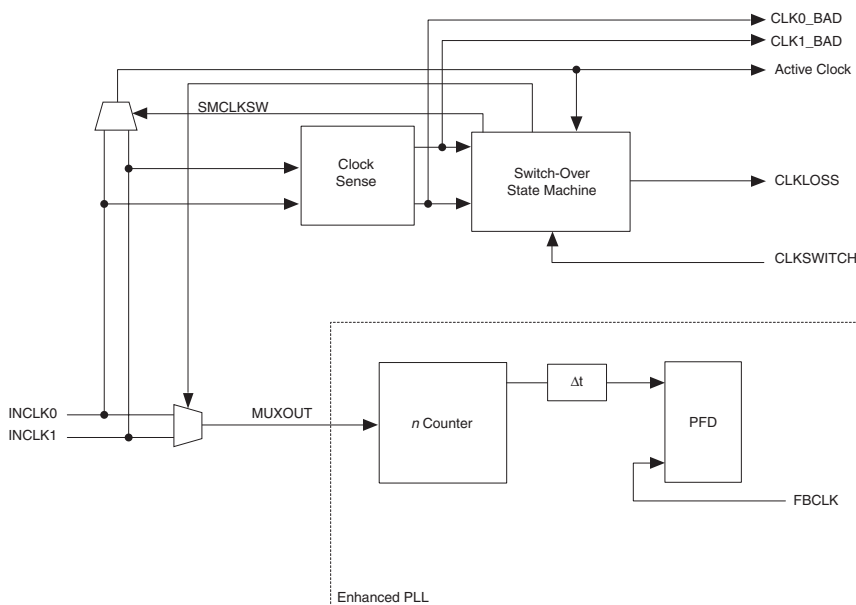 CLK0_BAD
CLK1_BAD
Active Clock
SMCLKSW
Clock
Sense
Switch-Over
State Machine
CLKLOSS
CLKSWITCH
INCLK0
INCLK1
MUXOUT
n Counter
Δt
PFD
FBCLK
Enhanced PLL